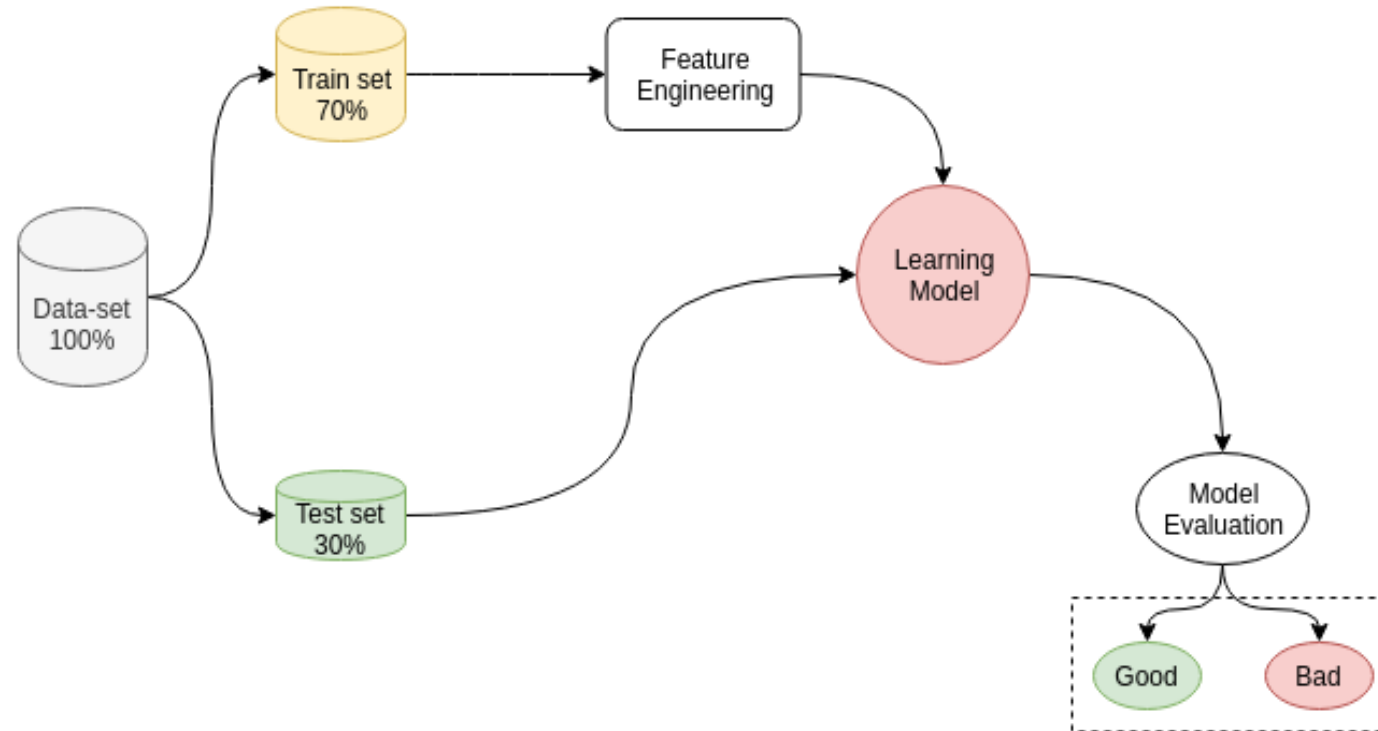 Train set
70%
Feature
Engineering
Data-set
100%
Learning
Model
Test set
30%
Model
Evaluation
Good
Bad